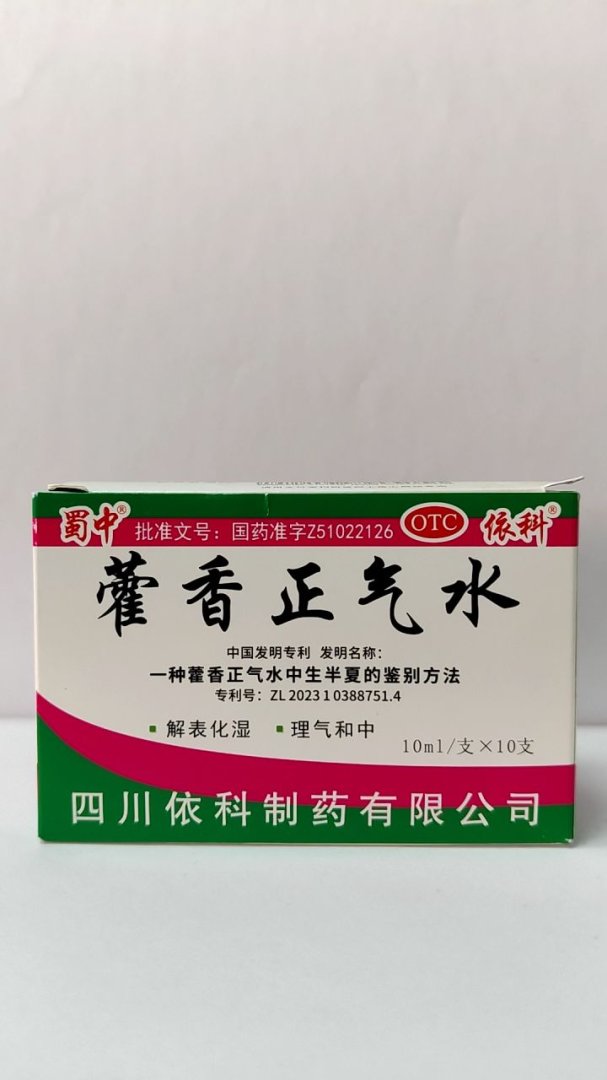 蜀中® 批准文号：国药准字Z51022126 OTC 依科®
藿香正气水
中国发明专利 发明名称：
一种藿香正气水中生半夏的鉴别方法
专利号：ZL 2023 1 0388751.4
▪ 解表化湿 ▪ 理气和中
10ml/支×10支
四川依科制药有限公司